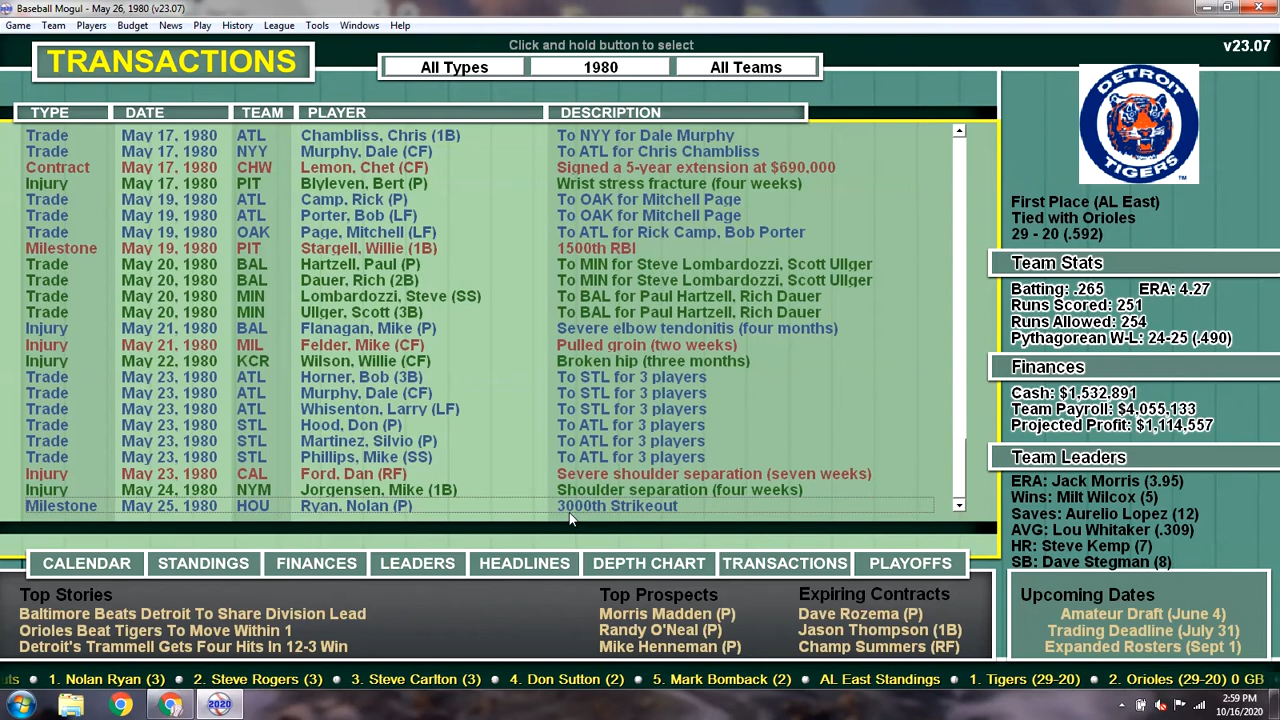 Baseball Mogul - May 26, 1980 (v23.07)
Game Team Players Budget News Play History League Tools Windows Help
TRANSACTIONS
Click and hold button to select
All Types 1980 All Teams
v23.07
TYPE DATE TEAM PLAYER DESCRIPTION
Trade May 17, 1980 ATL Chambliss, Chris (1B) To NYY for Dale Murphy
Trade May 17, 1980 NYY Murphy, Dale (CF) To ATL for Chris Chambliss
Contract May 17, 1980 CHW Lemon, Chet (CF) Signed a 5-year extension at $690,000
Injury May 17, 1980 PIT Blyleven, Bert (P) Wrist stress fracture (four weeks)
Trade May 19, 1980 ATL Camp, Rick (P) To OAK for Mitchell Page
Trade May 19, 1980 ATL Porter, Bob (LF) To OAK for Mitchell Page
Trade May 19, 1980 OAK Page, Mitchell (LF) To ATL for Rick Camp, Bob Porter
Milestone May 19, 1980 PIT Stargell, Willie (1B) 1500th RBI
Trade May 20, 1980 BAL Hartzell, Paul (P) To MIN for Steve Lombardozzi, Scott Ullger
Trade May 20, 1980 BAL Dauer, Rich (2B) To MIN for Steve Lombardozzi, Scott Ullger
Trade May 20, 1980 MIN Lombardozzi, Steve (SS) To BAL for Paul Hartzell, Rich Dauer
Trade May 20, 1980 MIN Ullger, Scott (3B) To BAL for Paul Hartzell, Rich Dauer
Injury May 21, 1980 BAL Flanagan, Mike (P) Severe elbow tendonitis (four months)
Injury May 21, 1980 MIL Felder, Mike (CF) Pulled groin (two weeks)
Injury May 22, 1980 KCR Wilson, Willie (CF) Broken hip (three months)
Trade May 23, 1980 ATL Horner, Bob (3B) To STL for 3 players
Trade May 23, 1980 ATL Murphy, Dale (CF) To STL for 3 players
Trade May 23, 1980 ATL Whisenton, Larry (LF) To STL for 3 players
Trade May 23, 1980 STL Hood, Don (P) To ATL for 3 players
Trade May 23, 1980 STL Martinez, Silvio (P) To ATL for 3 players
Trade May 23, 1980 STL Phillips, Mike (SS) To ATL for 3 players
Injury May 23, 1980 CAL Ford, Dan (RF) Severe shoulder separation (seven weeks)
Injury May 24, 1980 NYM Jorgensen, Mike (1B) Shoulder separation (four weeks)
Milestone May 25, 1980 HOU Ryan, Nolan (P) 3000th Strikeout
DETROIT
TIGERS
First Place (AL East)
Tied with Orioles
29 - 20 (.592)
Team Stats
Batting: .265 ERA: 4.27
Runs Scored: 251
Runs Allowed: 254
Pythagorean W-L: 24-25 (.490)
Finances
Cash: $1,532,891
Team Payroll: $4,055,133
Projected Profit: $1,114,557
Team Leaders
ERA: Jack Morris (3.95)
Wins: Milt Wilcox (5)
Saves: Aurelio Lopez (12)
AVG: Lou Whitaker (.309)
HR: Steve Kemp (7)
SB: Dave Stegman (8)
CALENDAR STANDINGS FINANCES LEADERS HEADLINES DEPTH CHART TRANSACTIONS PLAYOFFS
Top Stories
Baltimore Beats Detroit To Share Division Lead
Orioles Beat Tigers To Move Within 1
Detroit's Trammell Gets Four Hits In 12-3 Win
Top Prospects
Morris Madden (P)
Randy O'Neal (P)
Mike Henneman (P)
Expiring Contracts
Dave Rozema (P)
Jason Thompson (1B)
Champ Summers (RF)
Upcoming Dates
Amateur Draft (June 4)
Trading Deadline (July 31)
Expanded Rosters (Sept 1)
uts 1. Nolan Ryan (3) 2. Steve Rogers (3) 3. Steve Carlton (3) 4. Don Sutton (2) 5. Mark Bomback (2) AL East Standings 1. Tigers (29-20) 2. Orioles (29-20) 0 GB
2020
2:59 PM
10/16/2020